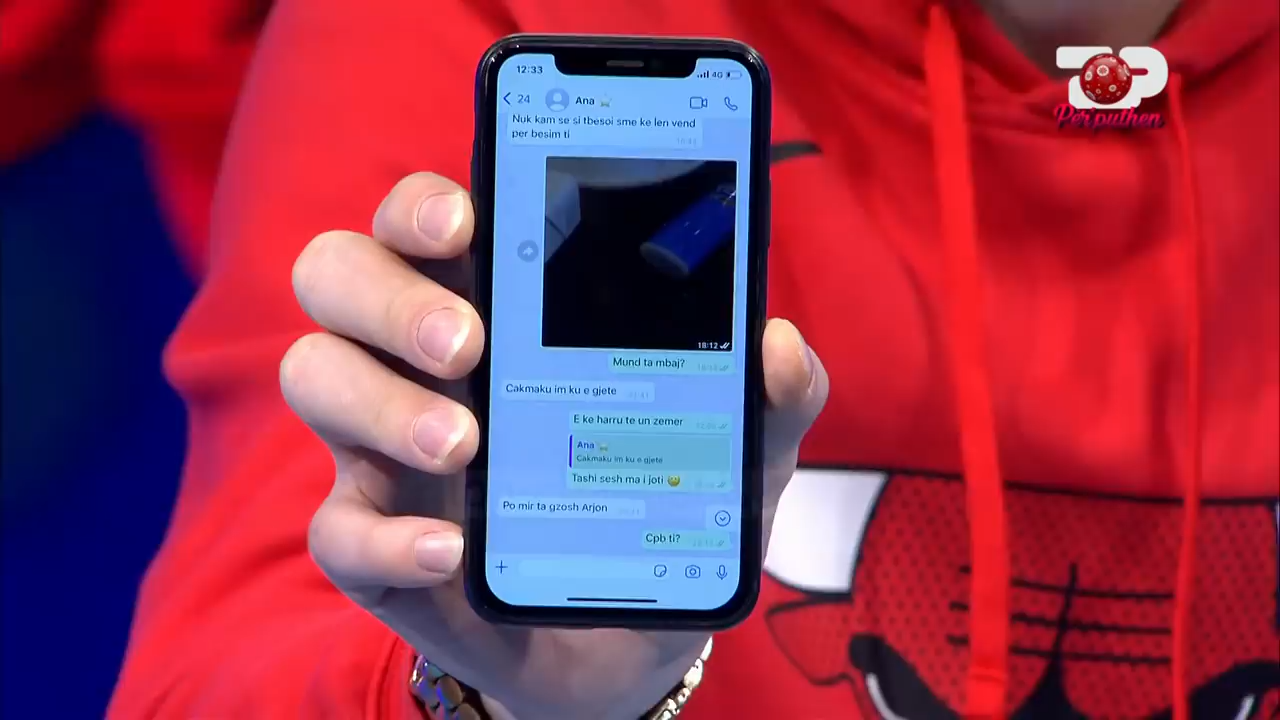 12:33
4G
24
Ana
Nuk kam se si tbesoi sme ke len vend
per besim ti
18:12
Mund ta mbaj?
Cakmaku im ku e gjete
E ke harru te un zemer
Ana
Cakmaku im ku e gjete
Tashi sesh ma i joti
Po mir ta gzosh Arjon
Cpb ti?
Per'puthen